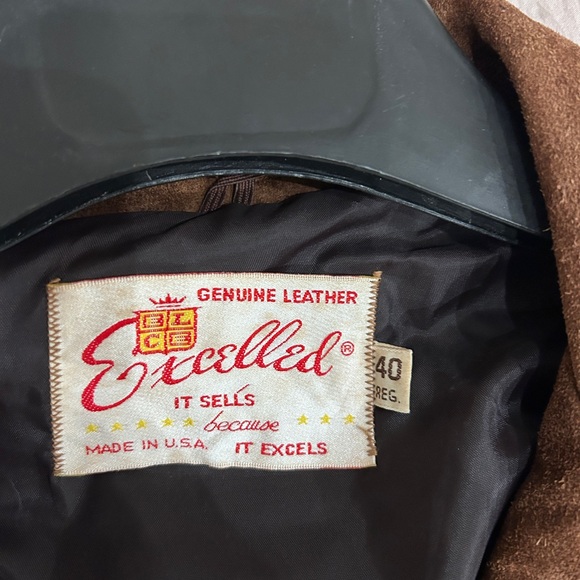 GENUINE LEATHER
E L
C B
Excelled®
IT SELLS
because
MADE IN U.S.A. IT EXCELS
40
REG.